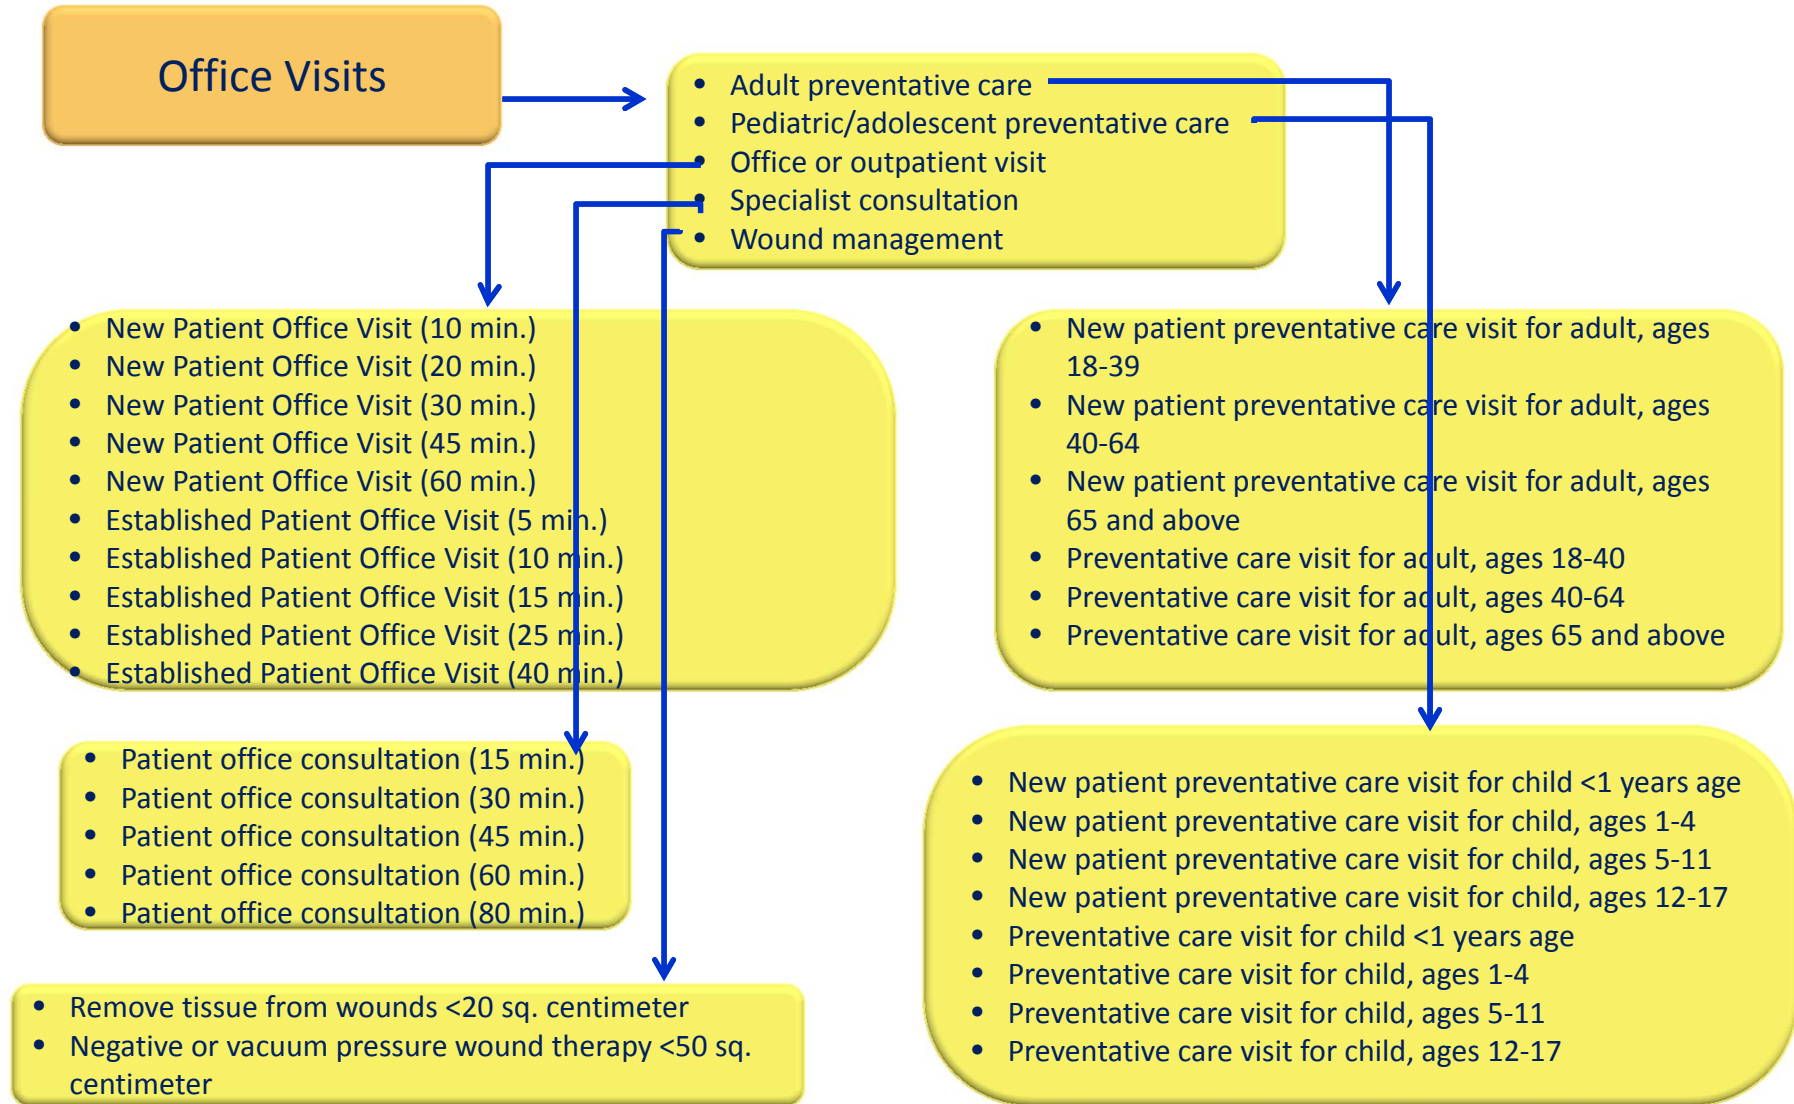 Office Visits
• Adult preventative care
• Pediatric/adolescent preventative care
• Office or outpatient visit
• Specialist consultation
• Wound management
• New Patient Office Visit (10 min.)
• New Patient Office Visit (20 min.)
• New Patient Office Visit (30 min.)
• New Patient Office Visit (45 min.)
• New Patient Office Visit (60 min.)
• Established Patient Office Visit (5 min.)
• Established Patient Office Visit (10 min.)
• Established Patient Office Visit (15 min.)
• Established Patient Office Visit (25 min.)
• Established Patient Office Visit (40 min.)
• New patient preventative care visit for adult, ages
18-39
• New patient preventative care visit for adult, ages
40-64
• New patient preventative care visit for adult, ages
65 and above
• Preventative care visit for adult, ages 18-40
• Preventative care visit for adult, ages 40-64
• Preventative care visit for adult, ages 65 and above
• Patient office consultation (15 min.)
• Patient office consultation (30 min.)
• Patient office consultation (45 min.)
• Patient office consultation (60 min.)
• Patient office consultation (80 min.)
• New patient preventative care visit for child <1 years age
• New patient preventative care visit for child, ages 1-4
• New patient preventative care visit for child, ages 5-11
• New patient preventative care visit for child, ages 12-17
• Preventative care visit for child <1 years age
• Preventative care visit for child, ages 1-4
• Preventative care visit for child, ages 5-11
• Preventative care visit for child, ages 12-17
• Remove tissue from wounds <20 sq. centimeter
• Negative or vacuum pressure wound therapy <50 sq.
centimeter